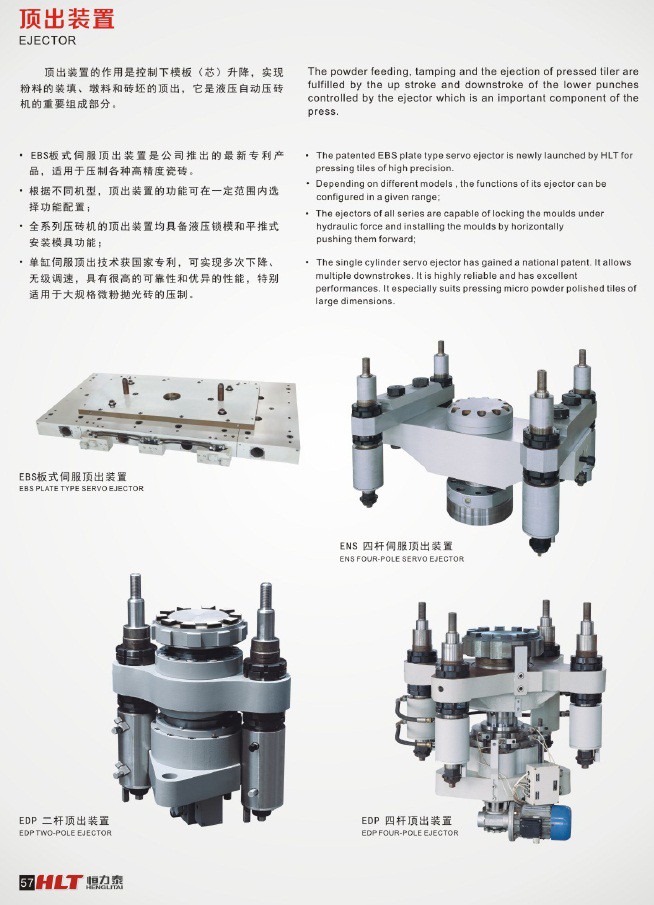 顶出装置
EJECTOR
顶出装置的作用是控制下模板（芯）升降，实现
粉料的装填、墩料和砖坯的顶出，它是液压自动压砖
机的重要组成部分。
The powder feeding, tamping and the ejection of pressed tiler are
fulfilled by the up stroke and downstroke of the lower punches
controlled by the ejector which is an important component of the
press.
• EBS板式伺服顶出装置是公司推出的最新专利产
品，适用于压制各种高精度瓷砖。
• 根据不同机型，顶出装置的功能可在一定范围内选
择功能配置；
• 全系列压砖机的顶出装置均具备液压锁模和平推式
安装模具功能；
• 单缸伺服顶出技术获国家专利，可实现多次下降、
无级调速，具有很高的可靠性和优异的性能，特别
适用于大规格微粉抛光砖的压制。
• The patented EBS plate type servo ejector is newly launched by HLT for
pressing tiles of high precision.
• Depending on different models , the functions of its ejector can be
configured in a given range;
• The ejectors of all series are capable of locking the moulds under
hydraulic force and installing the moulds by horizontally
pushing them forward;
• The single cylinder servo ejector has gained a national patent. It allows
multiple downstrokes. It is highly reliable and has excellent
performances. It especially suits pressing micro powder polished tiles of
large dimensions.
EBS板式伺服顶出装置
EBS PLATE TYPE SERVO EJECTOR
ENS 四杆伺服顶出装置
ENS FOUR-POLE SERVO EJECTOR
EDP 二杆顶出装置
EDP TWO-POLE EJECTOR
EDP 四杆顶出装置
EDP FOUR-POLE EJECTOR
57 HLT 恒力泰
HENGLITAI